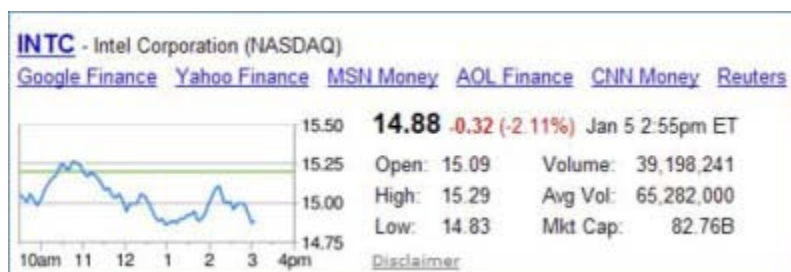 INTC - Intel Corporation (NASDAQ)
Google Finance Yahoo Finance MSN Money AOL Finance CNN Money Reuters
15.50
15.25
15.00
14.75
10am 11 12 1 2 3 4pm
14.88 -0.32 (-2.11%) Jan 5 2:55pm ET
Open: 15.09 Volume: 39,198,241
High: 15.29 Avg Vol: 65,282,000
Low: 14.83 Mkt Cap: 82.76B
Disclaimer